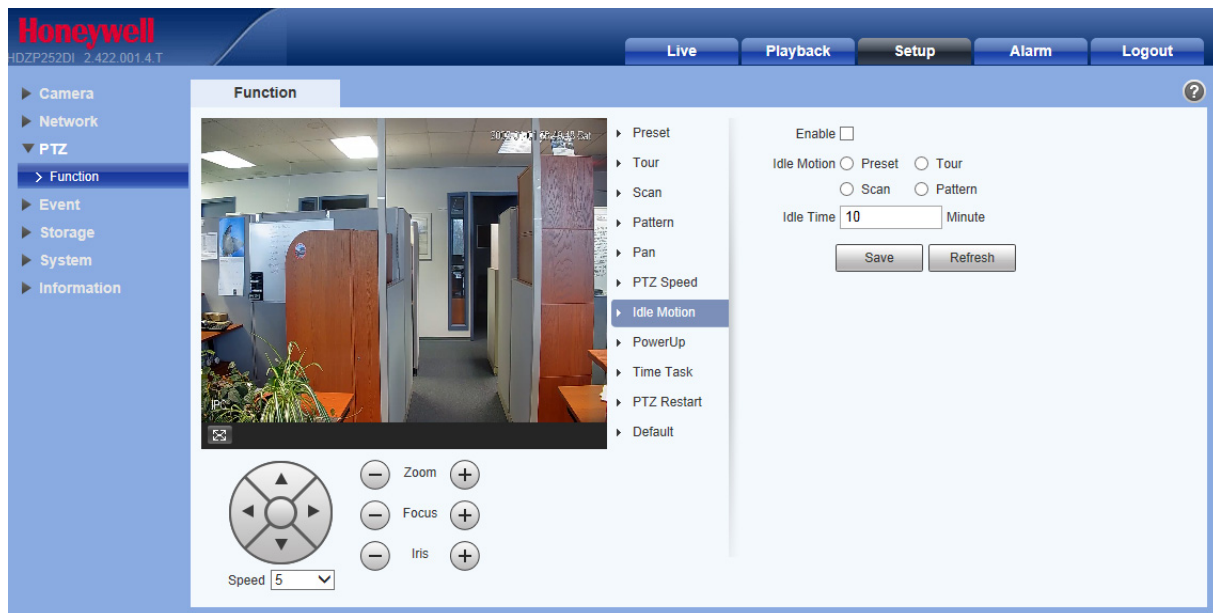 Honeywell
HDZP252DI 2.422.001.4.T
Live Playback Setup Alarm Logout
Camera
Network
PTZ
Function
Event
Storage
System
Information
Function
?
Sat
IPC
Preset
Tour
Scan
Pattern
Pan
PTZ Speed
Idle Motion
PowerUp
Time Task
PTZ Restart
Default
Enable
Idle Motion Preset Tour
Scan Pattern
Idle Time 10 Minute
Save Refresh
Zoom
Focus
Iris
Speed 5